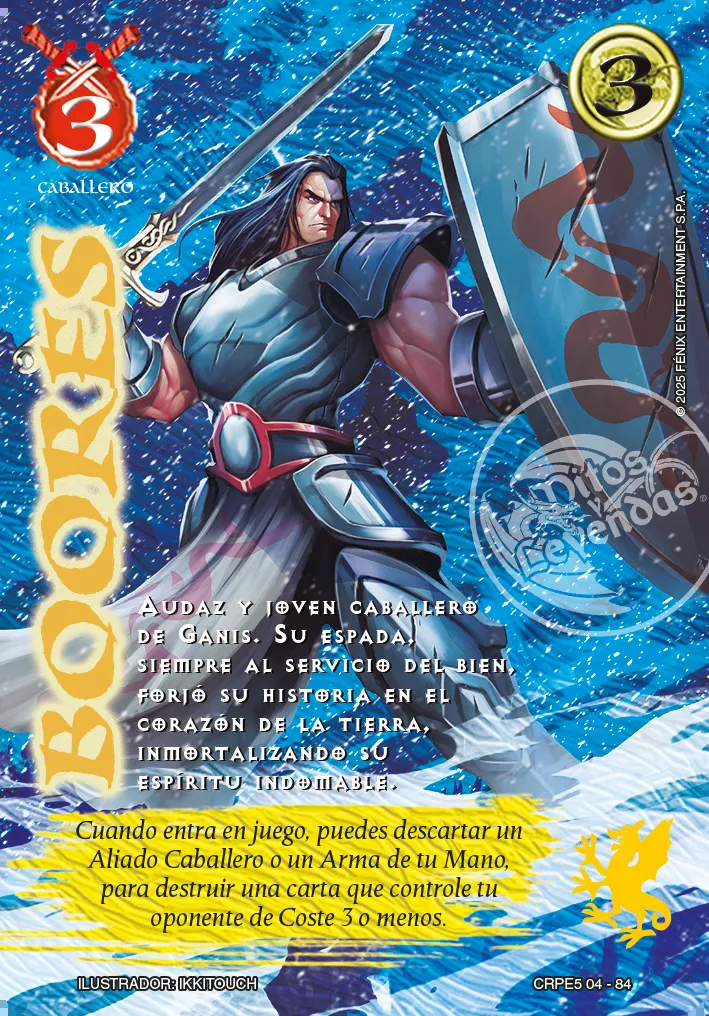 3
3
CABALLERO
BOORES
© 2025 FÉNIX ENTERTAINMENT S.P.A.
Mitos
y
Leyendas®
Audaz y joven caballero
de Ganis. Su espada,
siempre al servicio del bien,
forjó su historia en el
corazón de la tierra,
inmortalizando su
espíritu indomable.
Cuando entra en juego, puedes descartar un
Aliado Caballero o un Arma de tu Mano,
para destruir una carta que controle tu
oponente de Coste 3 o menos.
ILUSTRADOR: IKKITOUCH
CRPE5 04 - 84